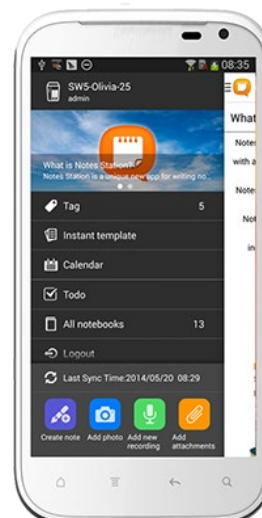 08:35
SW5-Olivia-25
admin
What is Notes Station?
Notes Station is a unique new app for writing no...
Tag 5
Instant template
Calendar
Todo
All notebooks 13
Logout
Last Sync Time:2014/05/20 08:29
Create note
Add photo
Add new
recording
Add
attachments
What
Notes
with a
Notes
Not
in